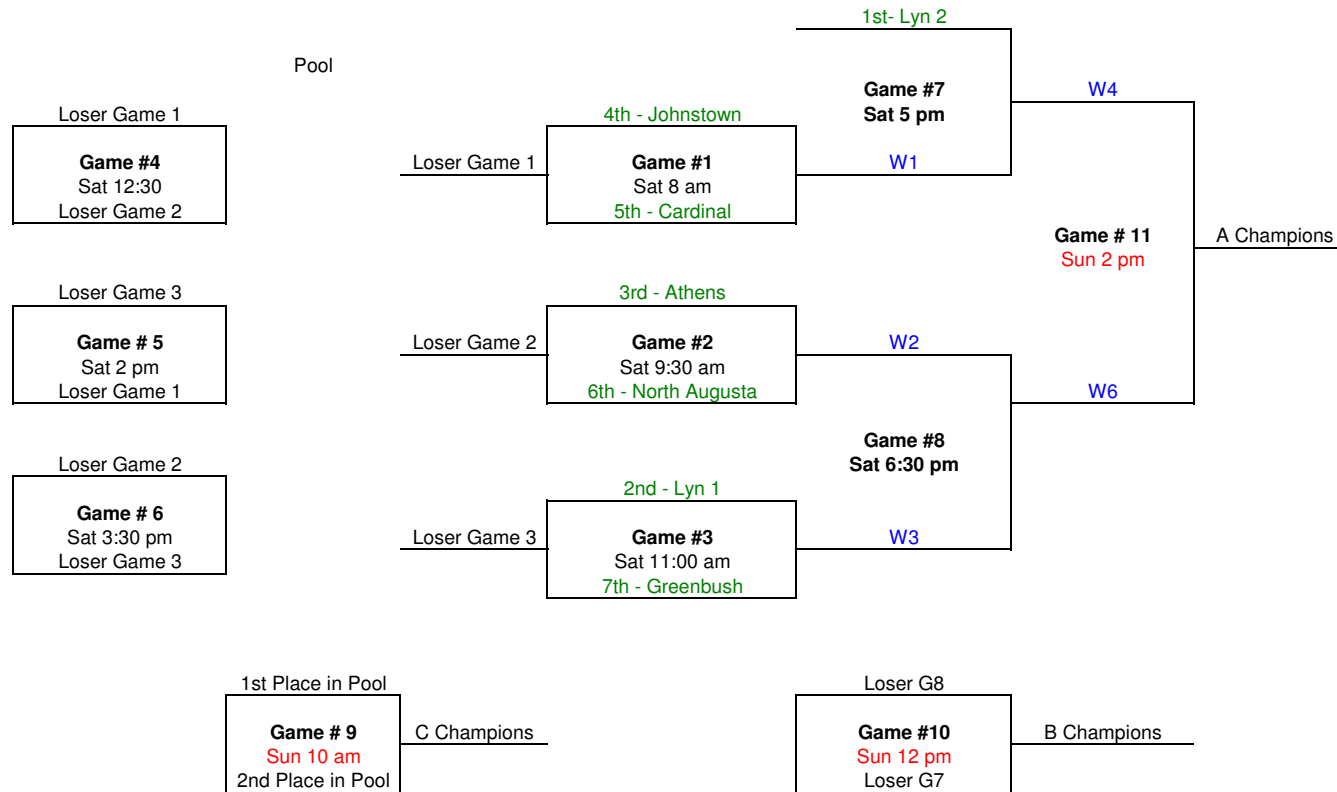 1st- Lyn 2
Pool
Game #7
W4
Loser Game 1
4th - Johnstown
Sat 5 pm
Game #4
Loser Game 1
Game #1
W1
Sat 12:30
Sat 8 am
Loser Game 2
5th - Cardinal
Game # 11
A Champions
Sun 2 pm
Loser Game 3
3rd - Athens
Game # 5
Loser Game 2
Game #2
W2
Sat 2 pm
Sat 9:30 am
Loser Game 1
6th - North Augusta
W6
Game #8
Loser Game 2
Sat 6:30 pm
2nd - Lyn 1
Game # 6
Sat 3:30 pm
Loser Game 3
Game #3
W3
Loser Game 3
Sat 11:00 am
7th - Greenbush
1st Place in Pool
Loser G8
Game # 9
C Champions
Game #10
B Champions
Sun 10 am
Sun 12 pm
2nd Place in Pool
Loser G7